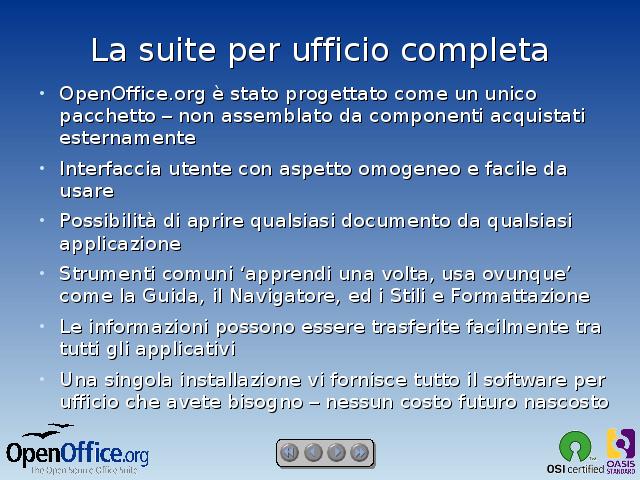 La suite per ufficio completa
• OpenOffice.org è stato progettato come un unico
pacchetto – non assemblato da componenti acquistati
esternamente
• Interfaccia utente con aspetto omogeneo e facile da
usare
• Possibilità di aprire qualsiasi documento da qualsiasi
applicazione
• Strumenti comuni ‘apprendi una volta, usa ovunque’
come la Guida, il Navigatore, ed i Stili e Formattazione
• Le informazioni possono essere trasferite facilmente tra
tutti gli applicativi
• Una singola installazione vi fornisce tutto il software per
ufficio che avete bisogno – nessun costo futuro nascosto
OpenOffice.org
The Open Source Office Suite
OSI certified
OASIS
STANDARD